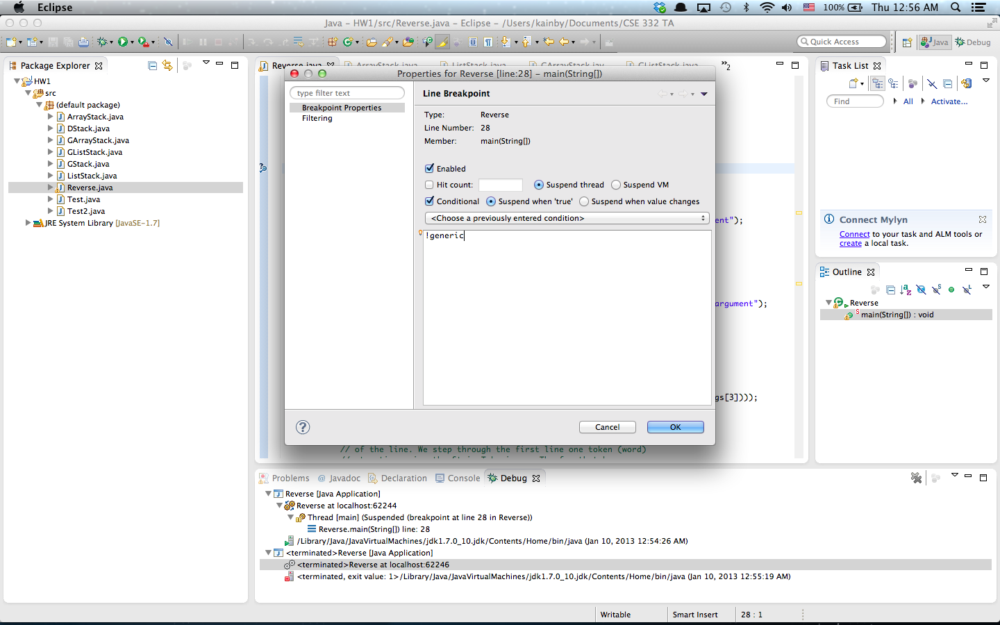 Eclipse
100%
Thu 12:56 AM
Java – HW1/src/Reverse.java – Eclipse – /Users/kainby/Documents/CSE 332 TA
Quick Access
Java
Debug
Package Explorer
HW1
src
(default package)
ArrayStack.java
DStack.java
GArrayStack.java
GListStack.java
GStack.java
ListStack.java
Reverse.java
Test.java
Test2.java
JRE System Library [JavaSE-1.7]
Reverse.java
ArrayStack.java
ListStack.java
GArrayStack.java
GListStack.java
»2
Properties for Reverse [line:28] – main(String[])
type filter text
Breakpoint Properties
Filtering
Line Breakpoint
Type: Reverse
Line Number: 28
Member: main(String[])
Enabled
Hit count:
Suspend thread
Suspend VM
Conditional
Suspend when 'true'
Suspend when value changes
<Choose a previously entered condition>
!generic
?
Cancel
OK
ent");
argument");
gs[3])));
// of the line. We step through the first line one token (word)
Task List
Find
All
Activate...
Connect Mylyn
Connect to your task and ALM tools or
create a local task.
Outline
Reverse
main(String[]) : void
Problems
@ Javadoc
Declaration
Console
Debug
Reverse [Java Application]
Reverse at localhost:62244
Thread [main] (Suspended (breakpoint at line 28 in Reverse))
Reverse.main(String[]) line: 28
/Library/Java/JavaVirtualMachines/jdk1.7.0_10.jdk/Contents/Home/bin/java (Jan 10, 2013 12:54:26 AM)
<terminated>Reverse [Java Application]
<terminated>Reverse at localhost:62246
<terminated, exit value: 1>/Library/Java/JavaVirtualMachines/jdk1.7.0_10.jdk/Contents/Home/bin/java (Jan 10, 2013 12:55:19 AM)
Writable
Smart Insert
28 : 1